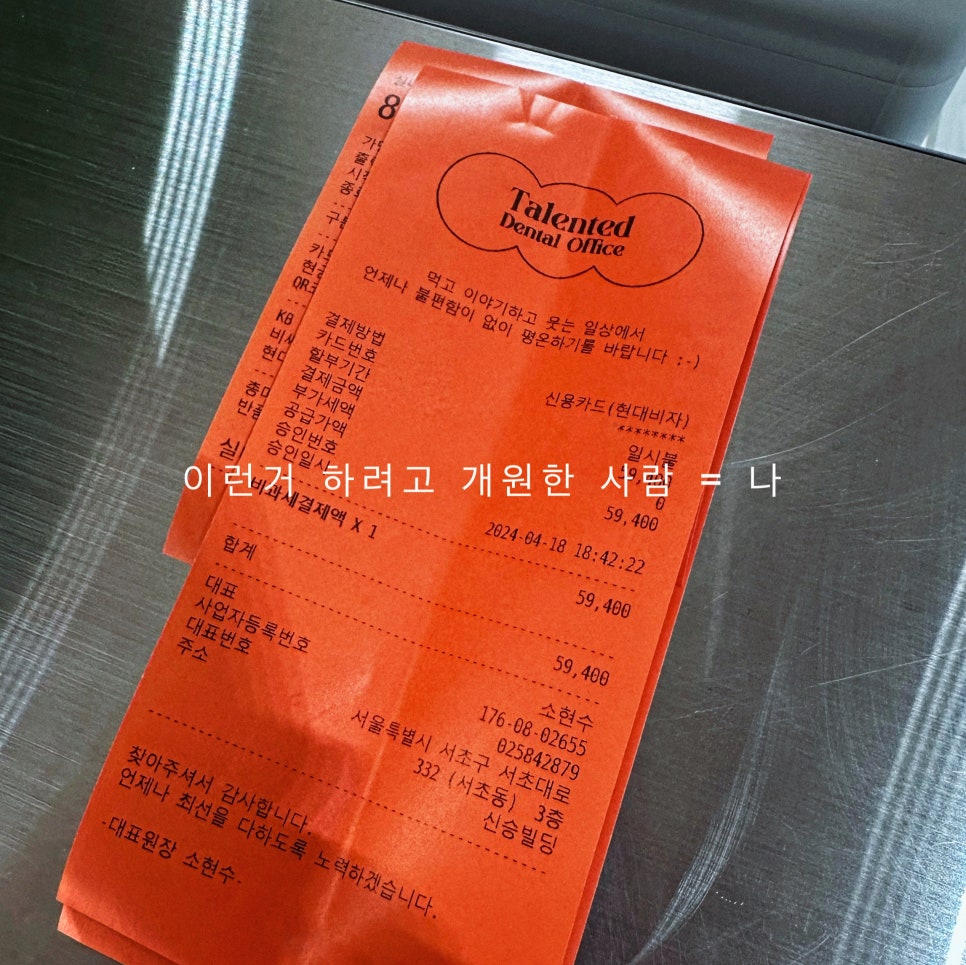 Talented
Dental Office
먹고 이야기하고 웃는 일상에서
언제나 불편함이 없이 평온하기를 바랍니다 :-)
결제방법 신용카드(현대비자)
카드번호 ********
할부기간 일시불
결제금액 59,400
부가세액 0
공급가액 59,400
승인번호
승인일시 2024-04-18 18:42:22
이런거 하려고 개원한 사람 = 나
비과세결제액 X 1 59,400
합계 59,400
대표 소현수
사업자등록번호 176-08-02655
대표번호 025842879
주소 서울특별시 서초구 서초대로
332 (서초동) 3층
신승빌딩
찾아주셔서 감사합니다.
언제나 최선을 다하도록 노력하겠습니다.
-대표원장 소현수-
8
QR
KB